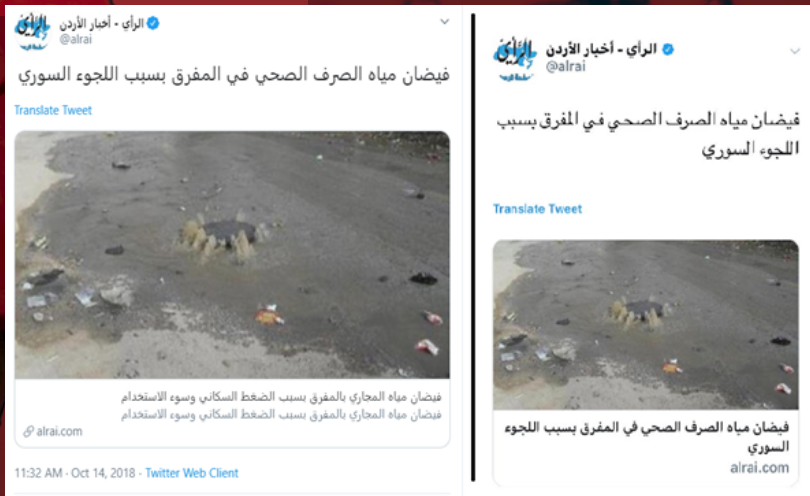 الرأي - أخبار الأردن
@alrai
فيضان مياه الصرف الصحي في المفرق بسبب اللجوء السوري
Translate Tweet
فيضان مياه المجاري بالمفرق بسبب الضغط السكاني وسوء الاستخدام
فيضان مياه المجاري بالمفرق بسبب الضغط السكاني وسوء الاستخدام
alrai.com
11:32 AM - Oct 14, 2018 - Twitter Web Client
الرأي - أخبار الأردن
@alrai
فيضان مياه الصرف الصحي في المفرق بسبب
اللجوء السوري
Translate Tweet
فيضان مياه الصرف الصحي في المفرق بسبب اللجوء
السوري
alrai.com